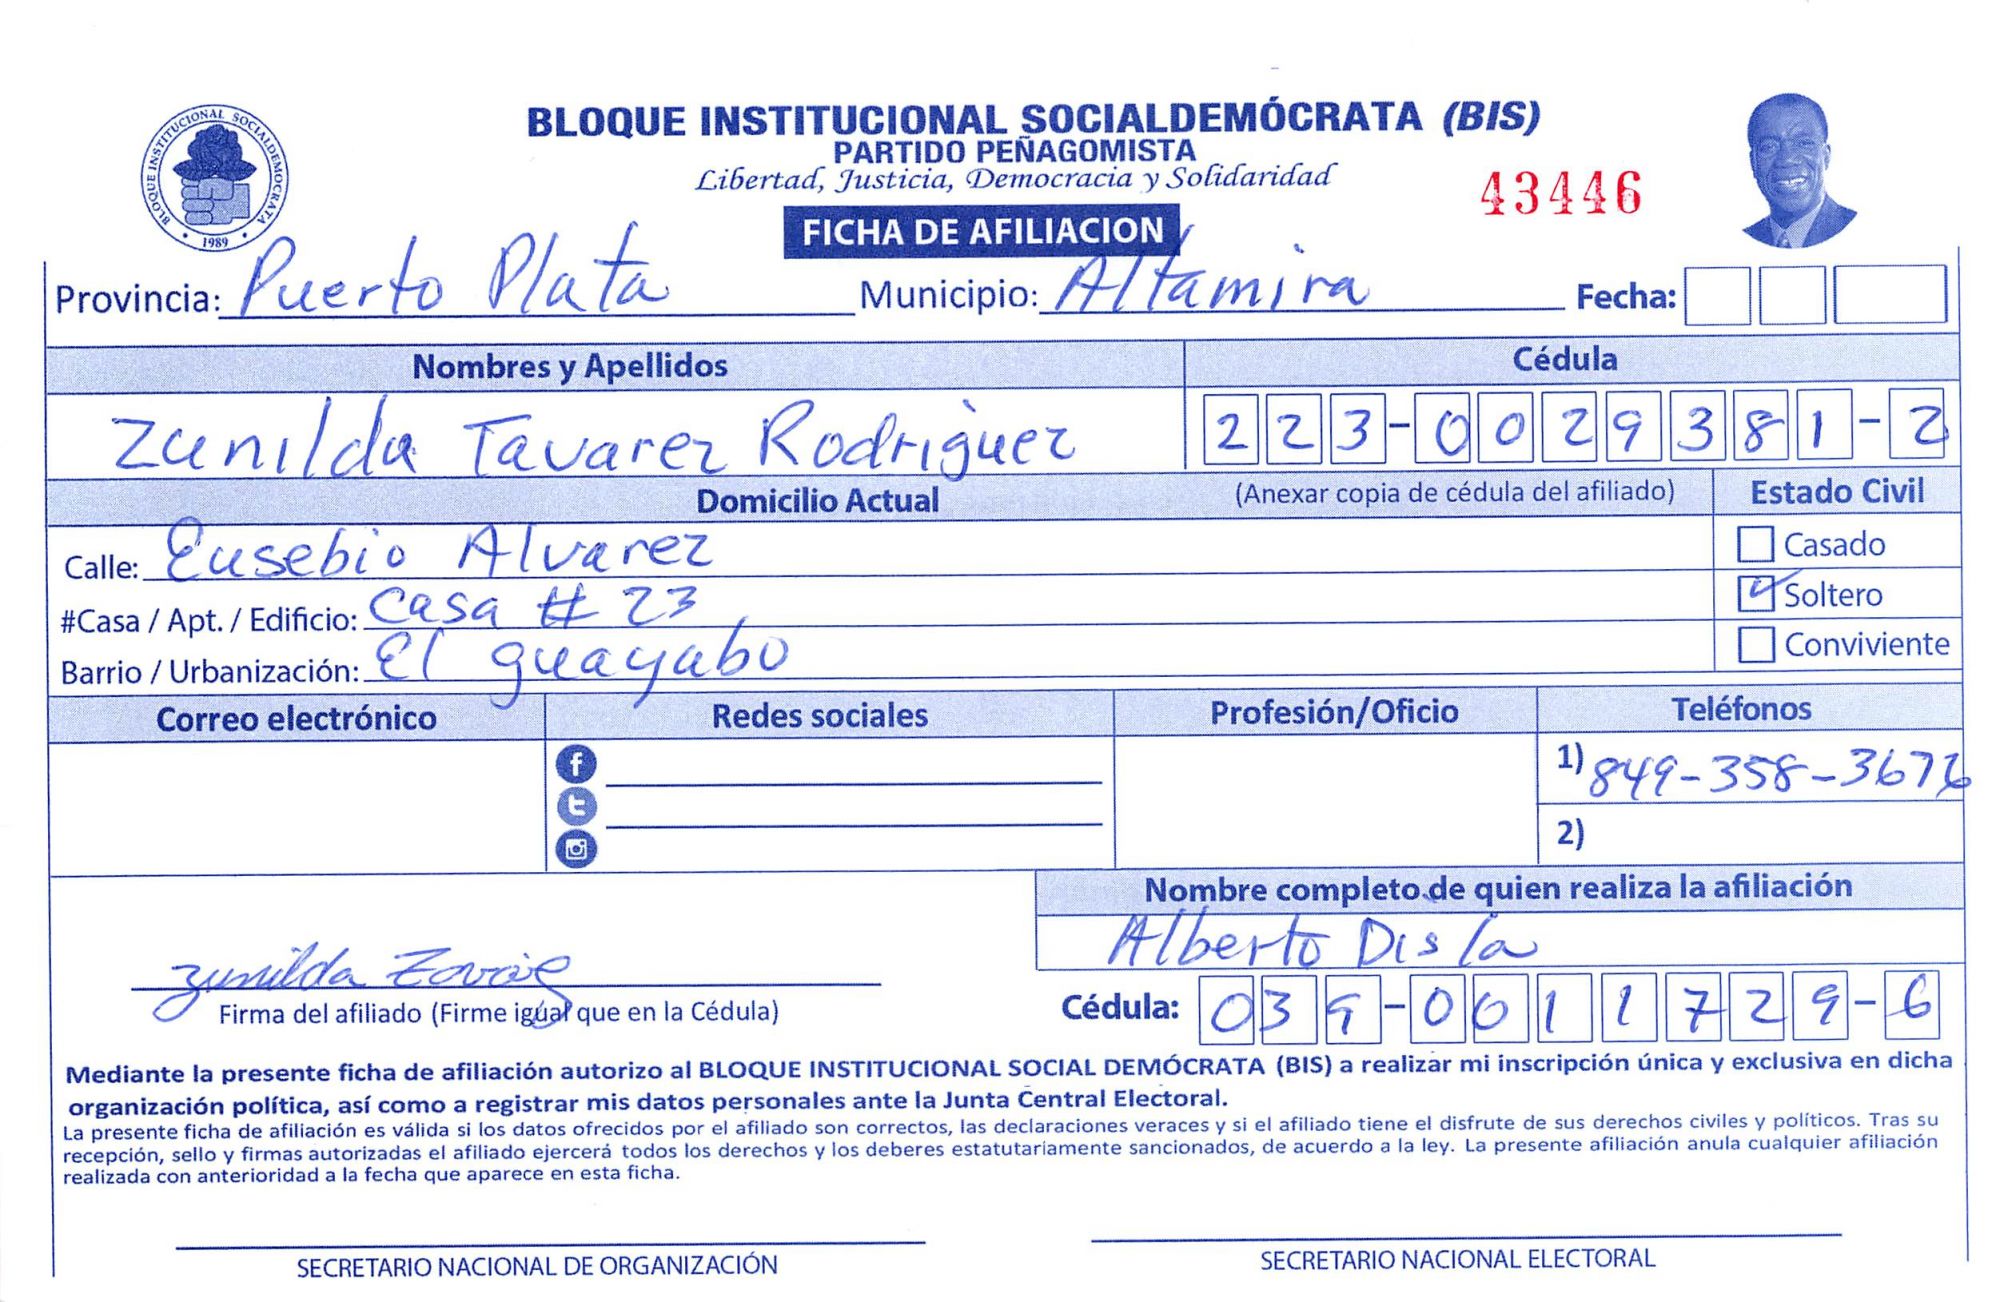 BLOQUE INSTITUCIONAL SOCIALDEMÓCRATA (BIS)
PARTIDO PEÑAGOMISTA
Libertad, Justicia, Democracia y Solidaridad
43446
BLOQUE INSTITUCIONAL SOCIALDEMOCRATA
1989
FICHA DE AFILIACION
Provincia: Puerto Plata Municipio: Altamira Fecha:
Nombres y Apellidos Cédula
Zunilda Tavarez Rodriguez 223-0029381-2
Domicilio Actual (Anexar copia de cédula del afiliado) Estado Civil
Calle: Eusebio Alvarez Casado
#Casa / Apt. / Edificio: Casa # 23 Soltero
Barrio / Urbanización: El guayabo Conviviente
Correo electrónico Redes sociales Profesión/Oficio Teléfonos
1) 849-358-3676
2)
Nombre completo de quien realiza la afiliación
Alberto Disla
Zunilda
Firma del afiliado (Firme igual que en la Cédula) Cédula: 039-0011729-6
Mediante la presente ficha de afiliación autorizo al BLOQUE INSTITUCIONAL SOCIAL DEMÓCRATA (BIS) a realizar mi inscripción única y exclusiva en dicha
organización política, así como a registrar mis datos personales ante la Junta Central Electoral.
La presente ficha de afiliación es válida si los datos ofrecidos por el afiliado son correctos, las declaraciones veraces y si el afiliado tiene el disfrute de sus derechos civiles y políticos. Tras su
recepción, sello y firmas autorizadas el afiliado ejercerá todos los derechos y los deberes estatutariamente sancionados, de acuerdo a la ley. La presente afiliación anula cualquier afiliación
realizada con anterioridad a la fecha que aparece en esta ficha.
SECRETARIO NACIONAL DE ORGANIZACIÓN SECRETARIO NACIONAL ELECTORAL